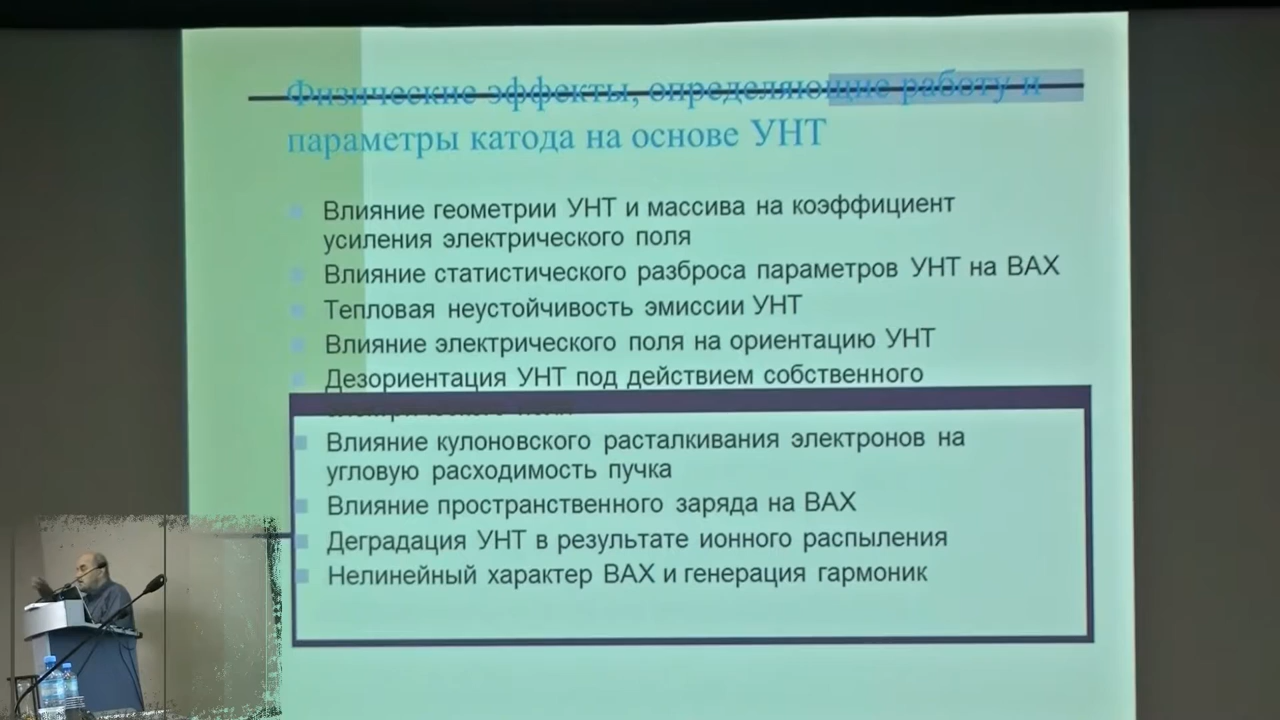 Физические эффекты, определяющие работу и
параметры катода на основе УНТ
Влияние геометрии УНТ и массива на коэффициент
усиления электрического поля
Влияние статистического разброса параметров УНТ на ВАХ
Тепловая неустойчивость эмиссии УНТ
Влияние электрического поля на ориентацию УНТ
Дезориентация УНТ под действием собственного
Влияние кулоновского расталкивания электронов на
угловую расходимость пучка
Влияние пространственного заряда на ВАХ
Деградация УНТ в результате ионного распыления
Нелинейный характер ВАХ и генерация гармоник